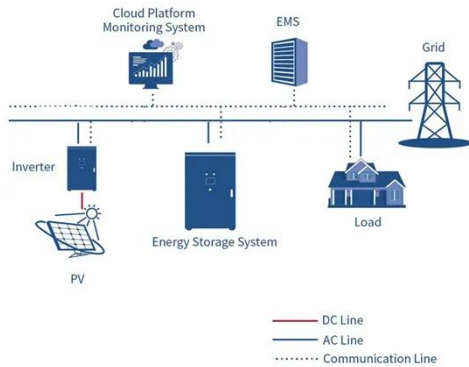 Cloud Platform
Monitoring System
EMS
Grid
Inverter
Energy Storage System
Load
PV
DC Line
AC Line
Communication Line